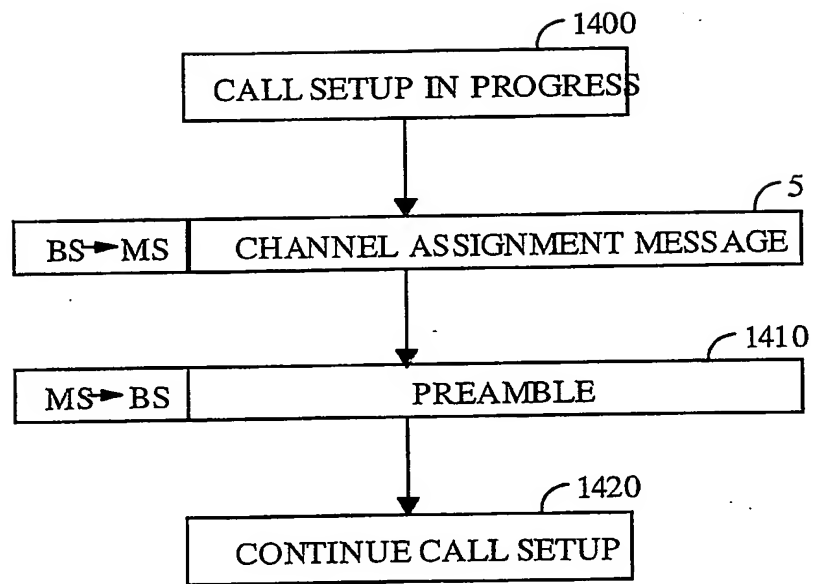 1400
CALL SETUP IN PROGRESS
5
BS→MS CHANNEL ASSIGNMENT MESSAGE
1410
MS→BS PREAMBLE
1420
CONTINUE CALL SETUP